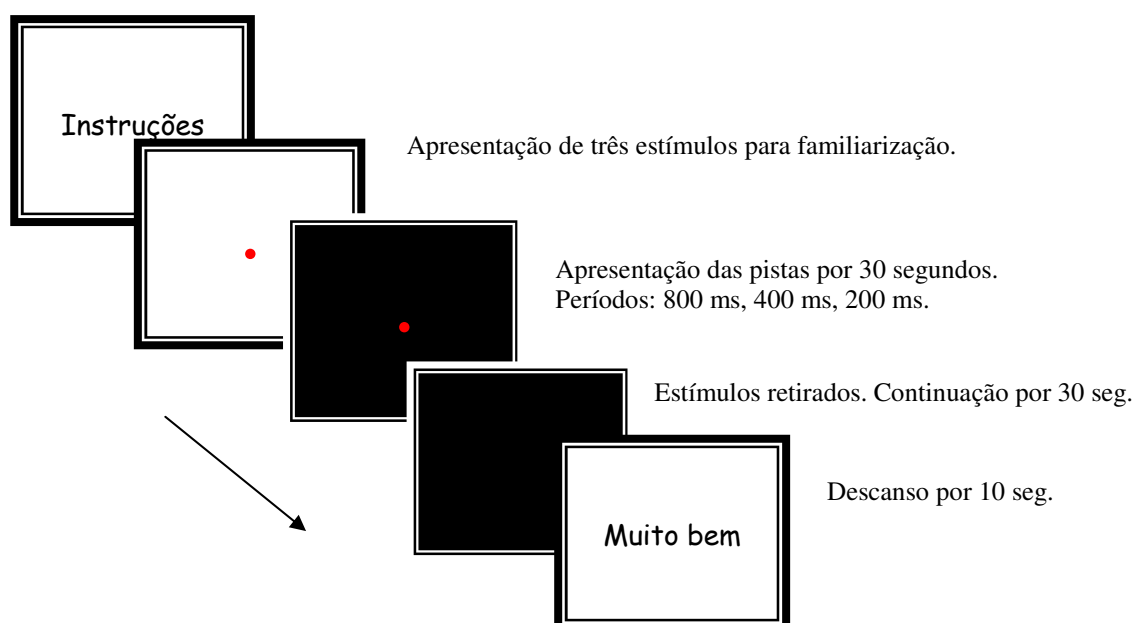 Instruções
Apresentação de três estímulos para familiarização.
Apresentação das pistas por 30 segundos.
Períodos: 800 ms, 400 ms, 200 ms.
Estímulos retirados. Continuação por 30 seg.
Descanso por 10 seg.
Muito bem